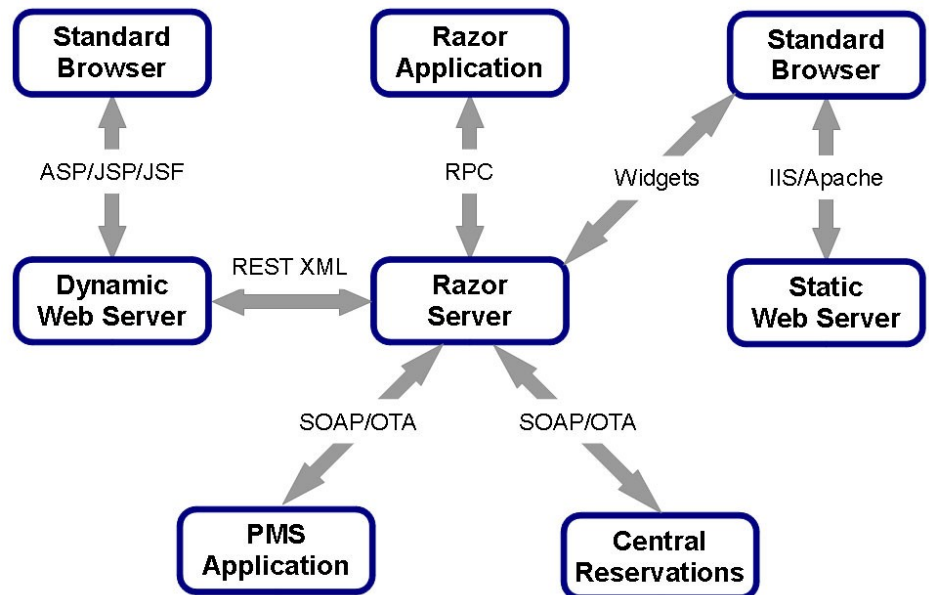 Standard
Browser
Razor
Application
Standard
Browser
ASP/JSP/JSF
RPC
Widgets
IIS/Apache
REST XML
Dynamic
Web Server
Razor
Server
Static
Web Server
SOAP/OTA
SOAP/OTA
PMS
Application
Central
Reservations